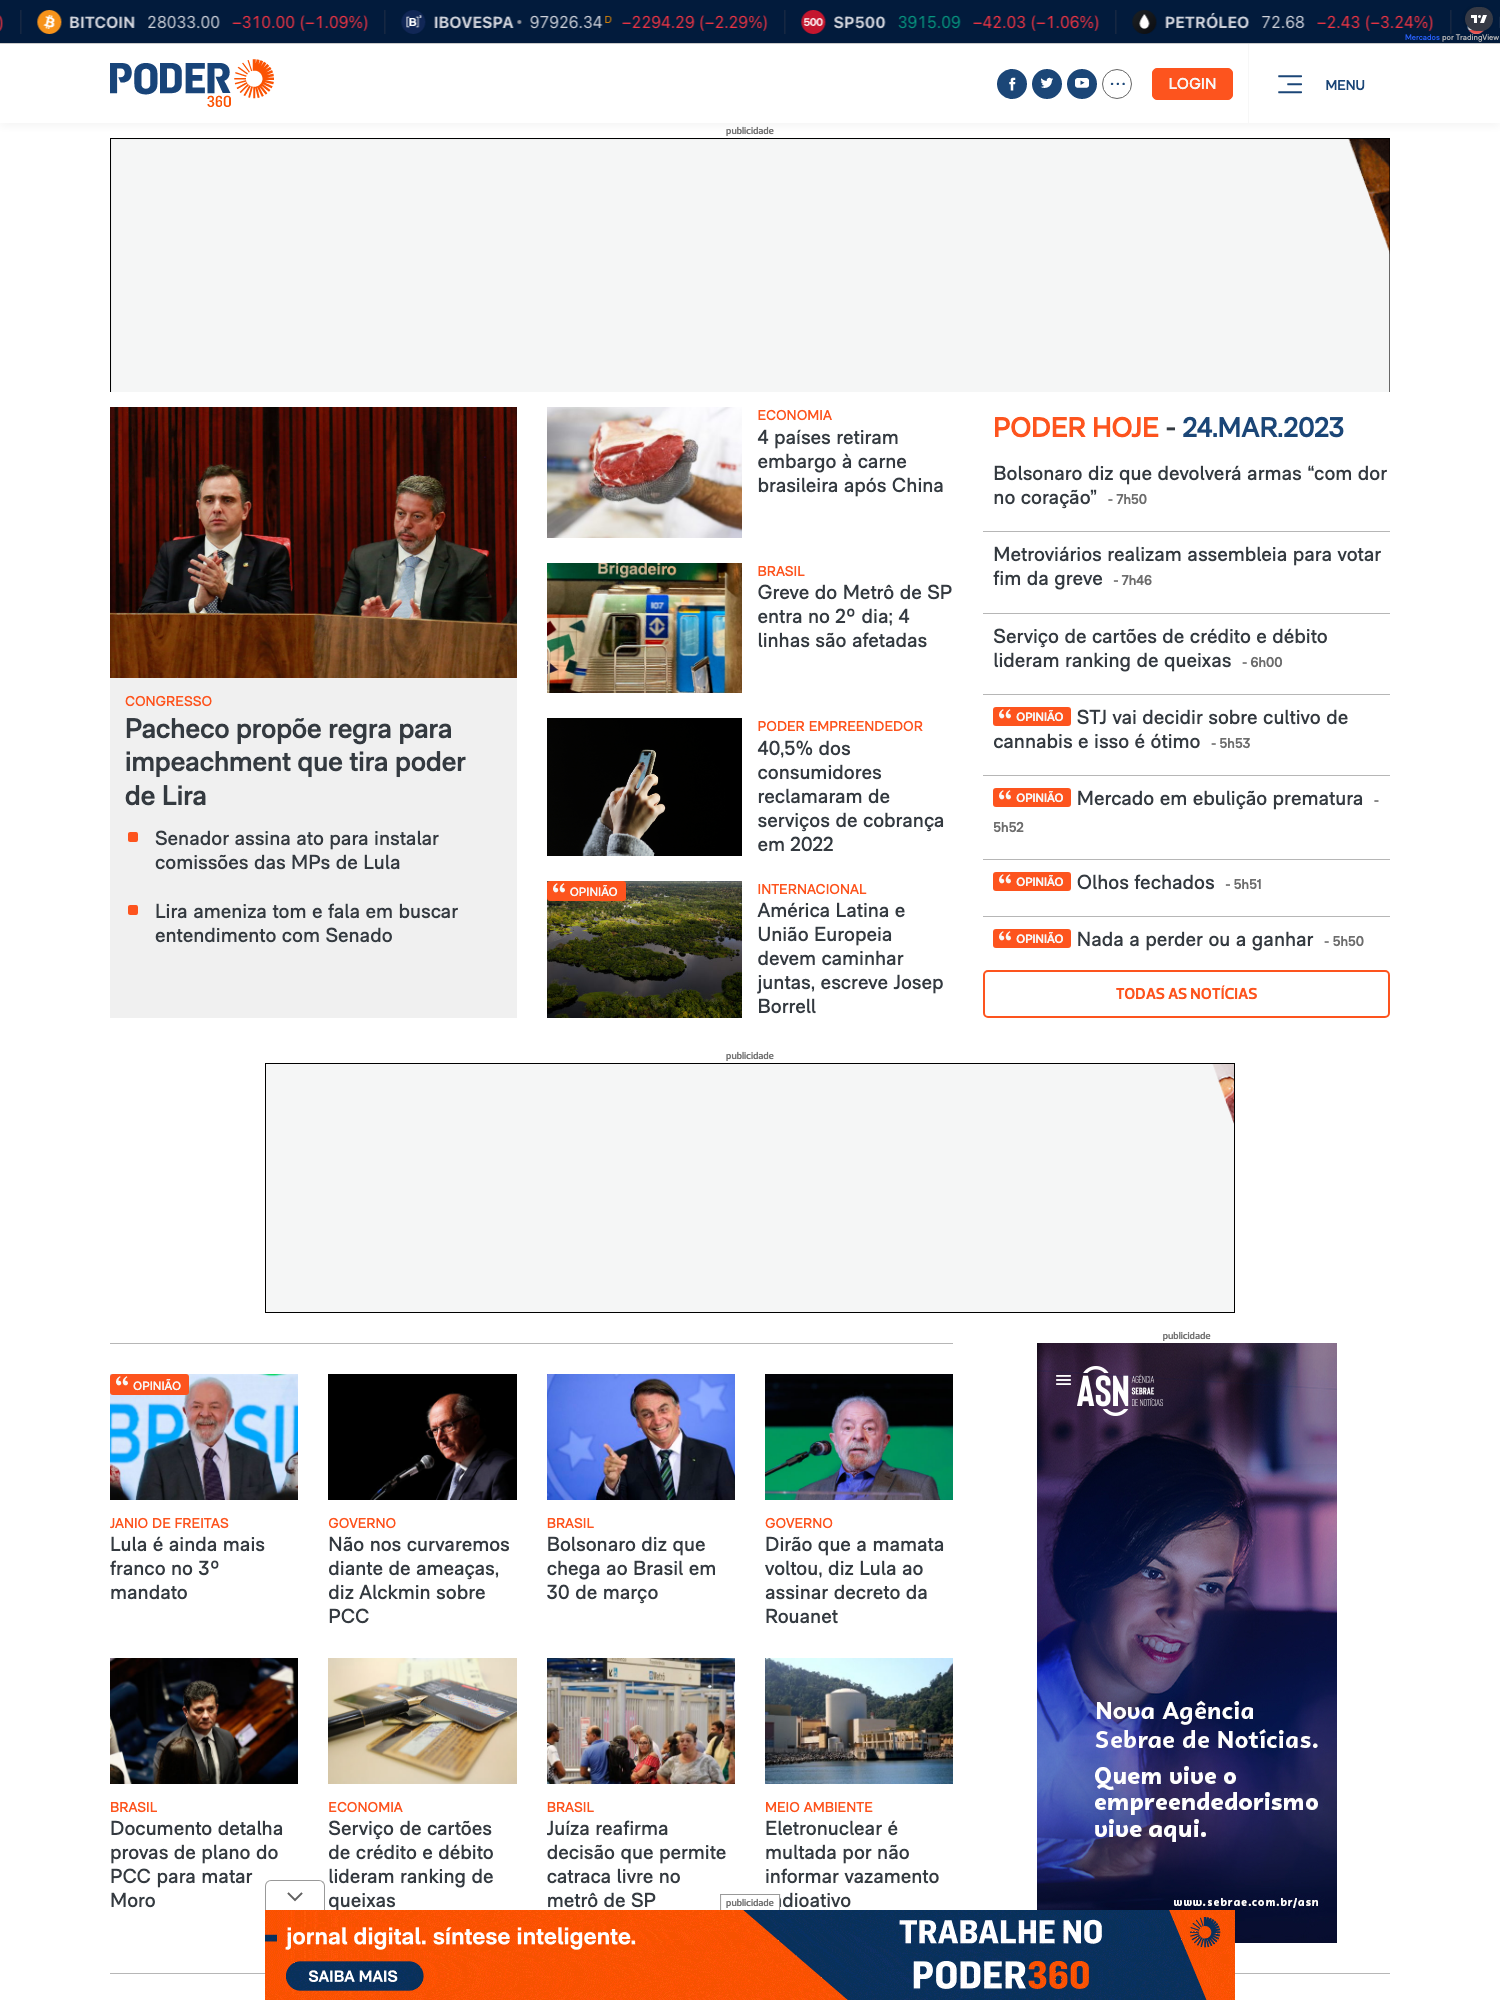 BITCOIN 28033.00 −310.00 (−1.09%) IBOVESPA 97926.34 D −2294.29 (−2.29%) 500 SP500 3915.09 −42.03 (−1.06%) PETRÓLEO 72.68 −2.43 (−3.24%)
Mercados por TradingView
PODER
360
LOGIN
MENU
publicidade
CONGRESSO
Pacheco propõe regra para
impeachment que tira poder
de Lira
Senador assina ato para instalar
comissões das MPs de Lula
Lira ameniza tom e fala em buscar
entendimento com Senado
ECONOMIA
4 países retiram
embargo à carne
brasileira após China
Brigadeiro
107
BRASIL
Greve do Metrô de SP
entra no 2º dia; 4
linhas são afetadas
PODER EMPREENDEDOR
40,5% dos
consumidores
reclamaram de
serviços de cobrança
em 2022
“ OPINIÃO
INTERNACIONAL
América Latina e
União Europeia
devem caminhar
juntas, escreve Josep
Borrell
PODER HOJE - 24.MAR.2023
Bolsonaro diz que devolverá armas “com dor
no coração” - 7h50
Metroviários realizam assembleia para votar
fim da greve - 7h46
Serviço de cartões de crédito e débito
lideram ranking de queixas - 6h00
“ OPINIÃO STJ vai decidir sobre cultivo de
cannabis e isso é ótimo - 5h53
“ OPINIÃO Mercado em ebulição prematura -
5h52
“ OPINIÃO Olhos fechados - 5h51
“ OPINIÃO Nada a perder ou a ganhar - 5h50
TODAS AS NOTÍCIAS
publicidade
“ OPINIÃO
BRASI
JANIO DE FREITAS
Lula é ainda mais
franco no 3º
mandato
GOVERNO
Não nos curvaremos
diante de ameaças,
diz Alckmin sobre
PCC
BRASIL
Bolsonaro diz que
chega ao Brasil em
30 de março
GOVERNO
Dirão que a mamata
voltou, diz Lula ao
assinar decreto da
Rouanet
BRASIL
Documento detalha
provas de plano do
PCC para matar
Moro
ECONOMIA
Serviço de cartões
de crédito e débito
lideram ranking de
queixas
Metrô
BRASIL
Juíza reafirma
decisão que permite
catraca livre no
metrô de SP
MEIO AMBIENTE
Eletronuclear é
multada por não
informar vazamento
adioativo
publicidade
ASN AGÊNCIA
SEBRAE
DE NOTÍCIAS
Nova Agência
Sebrae de Notícias.
Quem vive o
empreendedorismo
vive aqui.
www.sebrae.com.br/asn
publicidade
jornal digital. síntese inteligente.
SAIBA MAIS
TRABALHE NO
PODER360